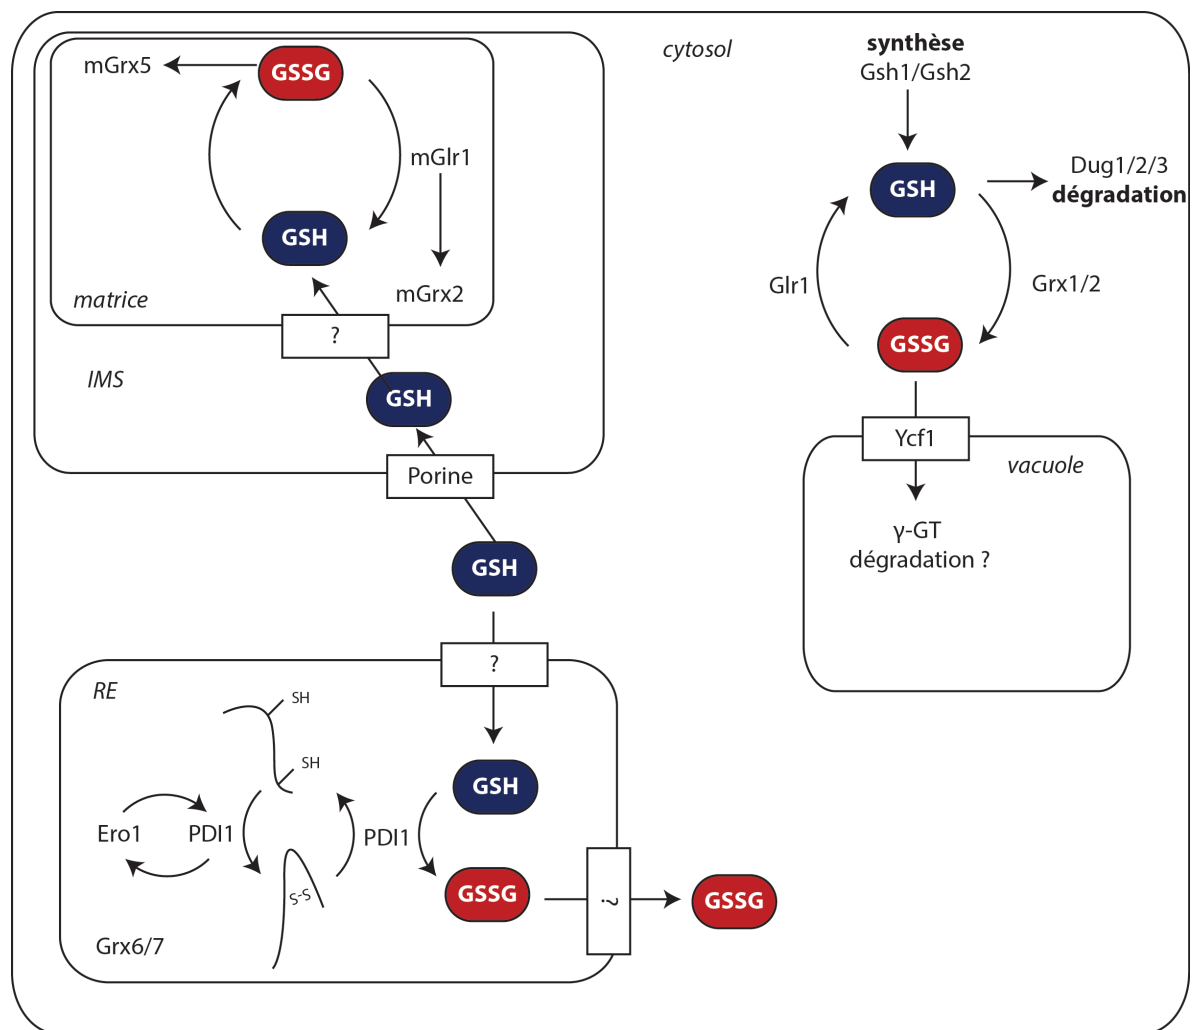 cytosol
synthèse
Gsh1/Gsh2
mGrx5
GSSG
mGlr1
GSH
matrice
mGrx2
?
IMS
GSH
Porine
GSH
GSH
Dug1/2/3
dégradation
Glr1
Grx1/2
GSSG
Ycf1
vacuole
γ-GT
dégradation ?
?
RE
SH
SH
GSH
Ero1
PDI1
PDI1
S-S
GSSG
?
GSSG
Grx6/7